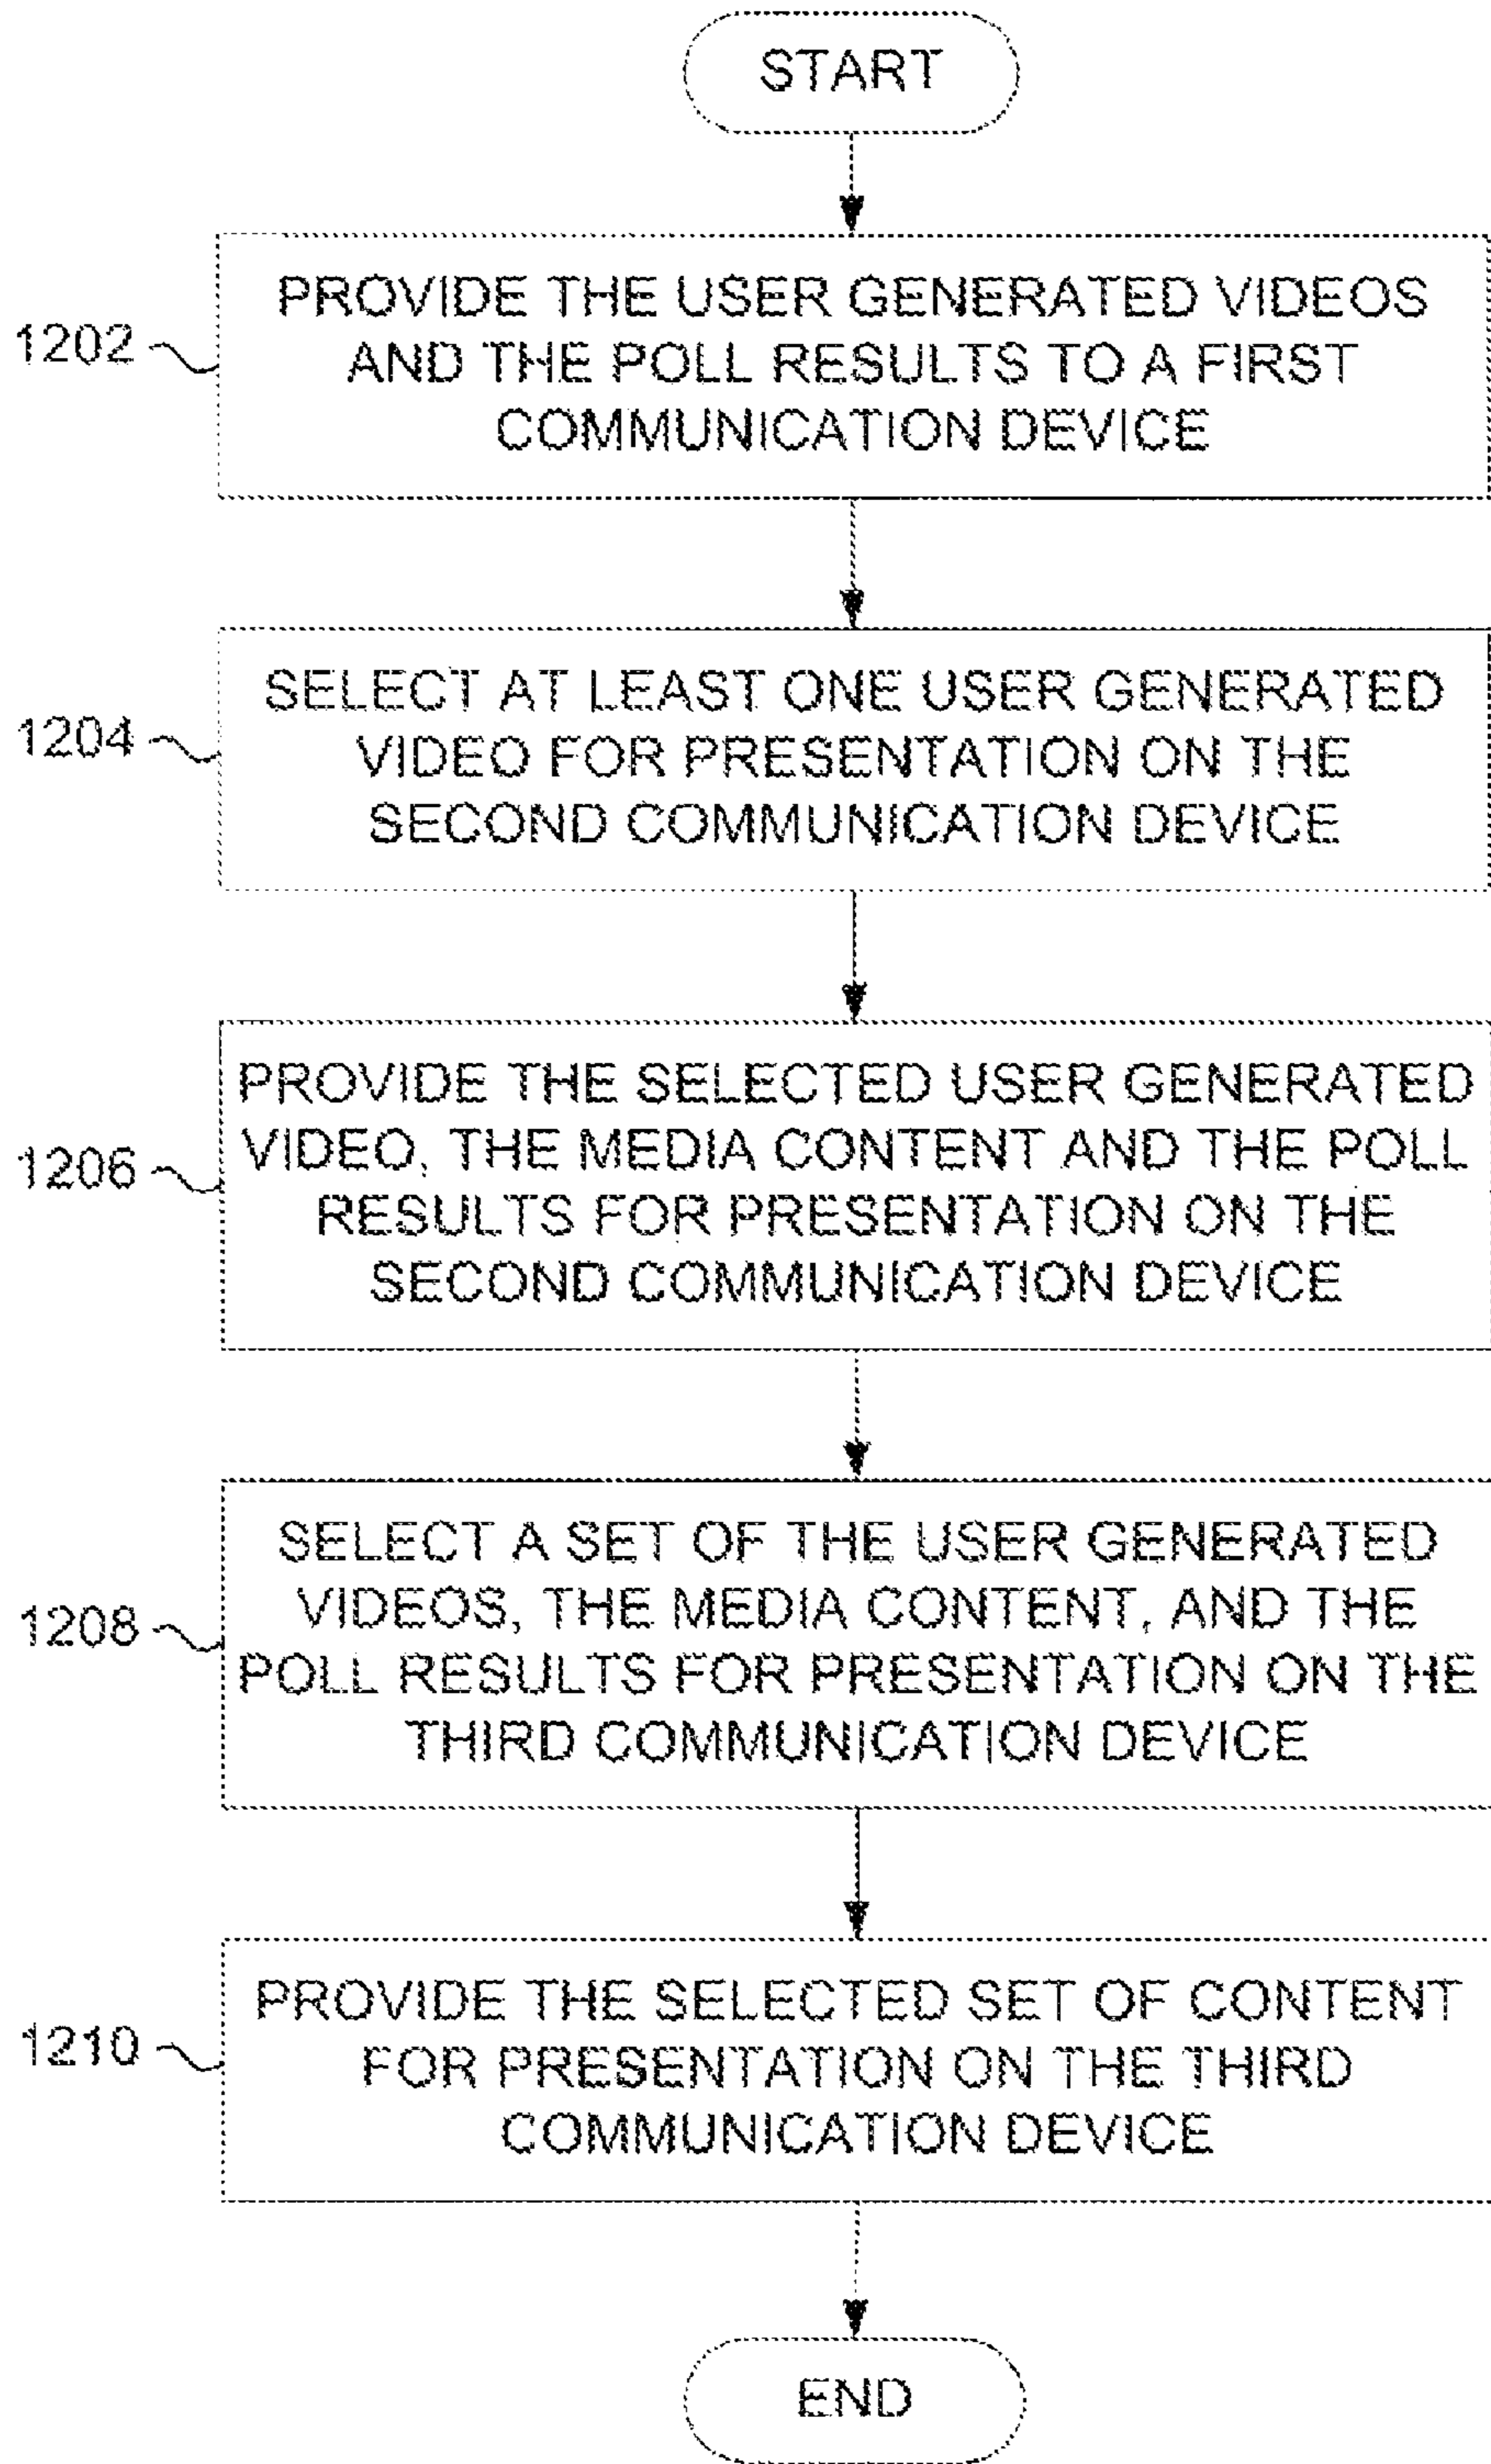 START
PROVIDE THE USER GENERATED VIDEOS
1202
AND THE POLL RESULTS TO A FIRST
COMMUNICATION DEVICE
SELECT AT LEAST ONE USER GENERATED
1204
VIDEO FOR PRESENTATION ON THE
SECOND COMMUNICATION DEVICE
PROVIDE THE SELECTED USER GENERATED
VIDEO, THE MEDIA CONTENT AND THE POLL
1206
RESULTS FOR PRESENTATION ON THE
SECOND COMMUNICATION DEVICE
SELECT A SET OF THE USER GENERATED
VIDEOS, THE MEDIA CONTENT, AND THE
1208
POLL RESULTS FOR PRESENTATION ON THE
THIRD COMMUNICATION DEVICE
PROVIDE THE SELECTED SET OF CONTENT
1210
FOR PRESENTATION ON THE THIRD
COMMUNICATION DEVICE
END